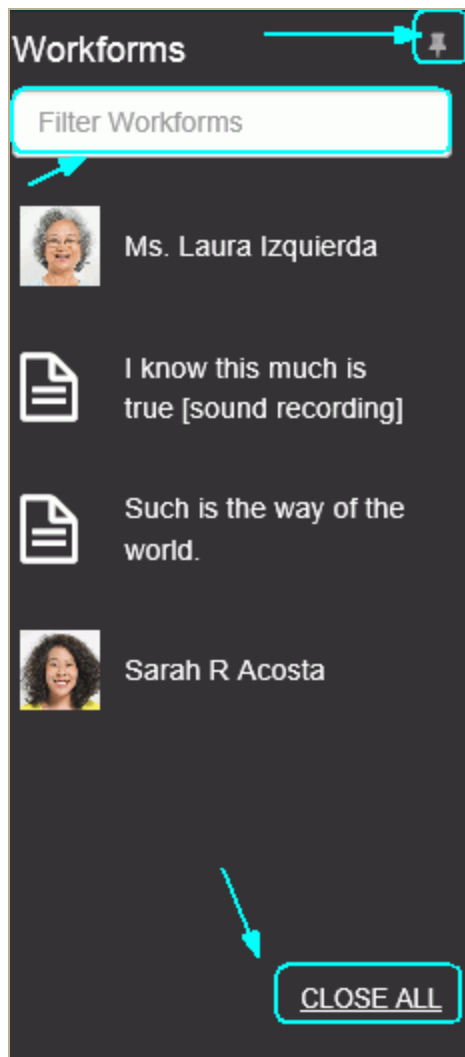 Workforms
Filter Workforms
Ms. Laura Izquierda
I know this much is
true [sound recording]
Such is the way of the
world.
Sarah R Acosta
CLOSE ALL